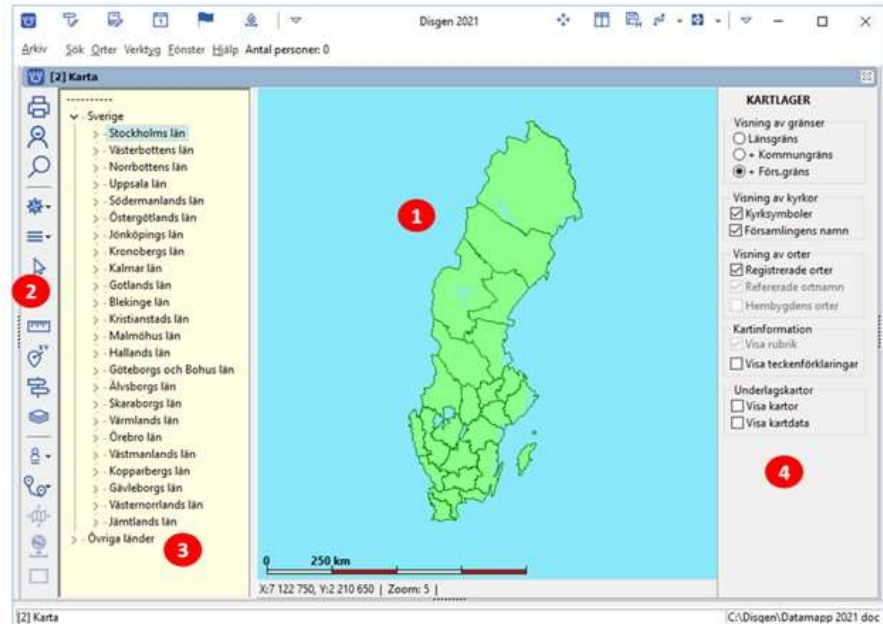 Disgen 2021
Arkiv Sök Orter Verktyg Fönster Hjälp Antal personer: 0
[2] Karta
----------
Sverige
Stockholms län
Västerbottens län
Norrbottens län
Uppsala län
Södermanlands län
Östergötlands län
Jönköpings län
Kronobergs län
Kalmar län
Gotlands län
Blekinge län
Kristianstads län
Malmöhus län
Hallands län
Göteborgs och Bohus län
Älvsborgs län
Skaraborgs län
Värmlands län
Örebro län
Västmanlands län
Kopparbergs län
Gävleborgs län
Västernorrlands län
Jämtlands län
Övriga länder
1
2
3
4
0 250 km
X:7 122 750, Y:2 210 650 | Zoom: 5 |
KARTLAGER
Visning av gränser
Länsgräns
+ Kommungräns
+ Förs.gräns
Visning av kyrkor
Kyrksymboler
Församlingens namn
Visning av orter
Registrerade orter
Refererade ortnamn
Hembygdens orter
Kartinformation
Visa rubrik
Visa teckenförklaringar
Underlagskartor
Visa kartor
Visa kartdata
[2] Karta
C:\Disgen\Datamapp 2021 doc